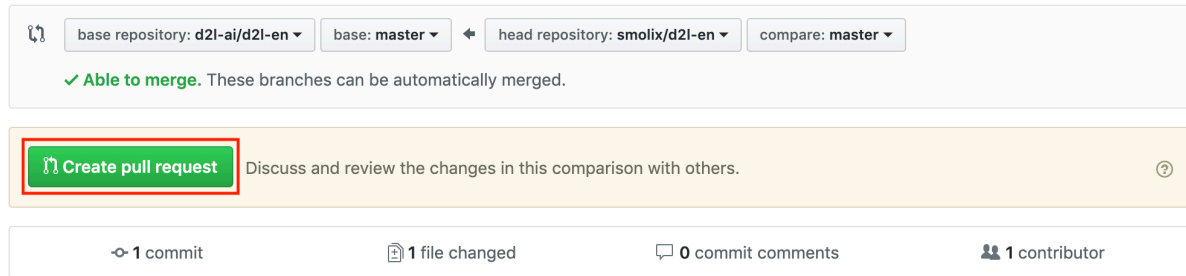 base repository: d2l-ai/d2l-en base: master head repository: smolix/d2l-en compare: master
Able to merge. These branches can be automatically merged.
Create pull request Discuss and review the changes in this comparison with others. ?
1 commit 1 file changed 0 commit comments 1 contributor